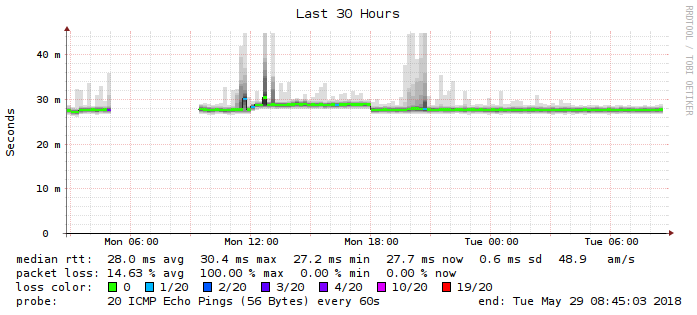 Last 30 Hours
RRDTOOL / TOBI OETIKER
Seconds
40 m
30 m
20 m
10 m
0
Mon 06:00 Mon 12:00 Mon 18:00 Tue 00:00 Tue 06:00
median rtt: 28.0 ms avg 30.4 ms max 27.2 ms min 27.7 ms now 0.6 ms sd 48.9 am/s
packet loss: 14.63 % avg 100.00 % max 0.00 % min 0.00 % now
loss color: 0 1/20 2/20 3/20 4/20 10/20 19/20
probe: 20 ICMP Echo Pings (56 Bytes) every 60s end: Tue May 29 08:45:03 2018